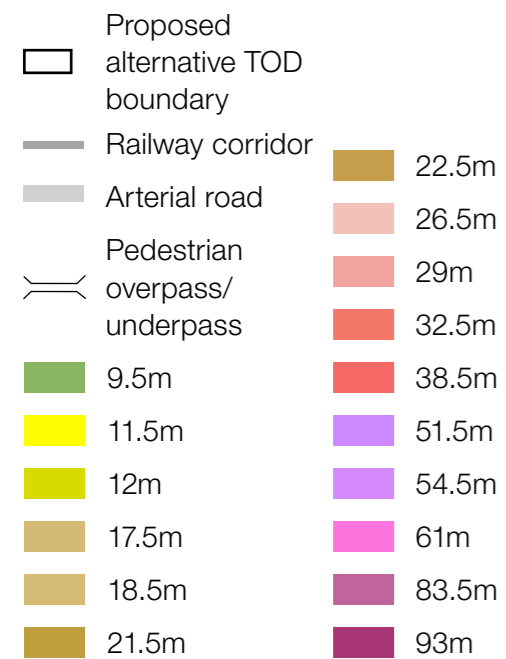 Proposed
alternative TOD
boundary
Railway corridor
Arterial road
Pedestrian
overpass/
underpass
9.5m
11.5m
12m
17.5m
18.5m
21.5m
22.5m
26.5m
29m
32.5m
38.5m
51.5m
54.5m
61m
83.5m
93m